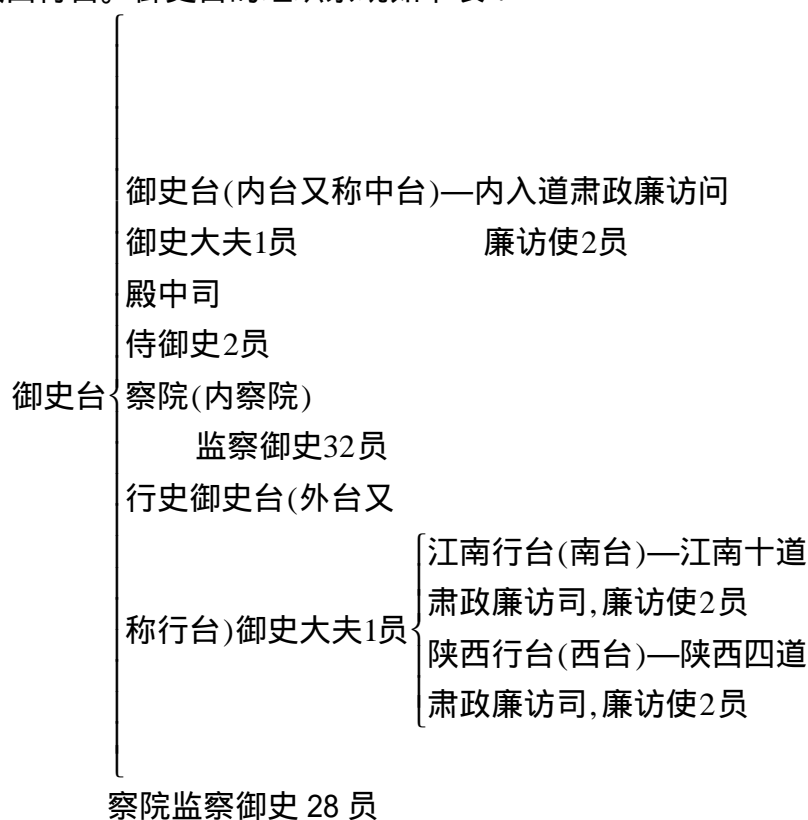 御史台(内台又称中台)—内入道肃政廉访问
御史大夫1员 廉访使2员
殿中司
侍御史2员
御史台 察院(内察院)
监察御史32员
行史御史台(外台又
称行台)御史大夫1员
江南行台(南台)—江南十道
肃政廉访司,廉访使2员
陕西行台(西台)—陕西四道
肃政廉访司,廉访使2员
察院监察御史 28 员